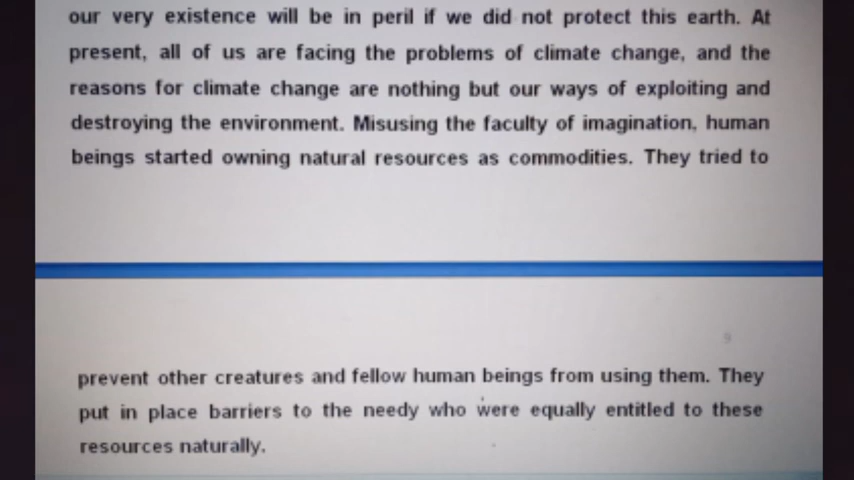 our very existence will be in peril if we did not protect this earth. At
present, all of us are facing the problems of climate change, and the
reasons for climate change are nothing but our ways of exploiting and
destroying the environment. Misusing the faculty of imagination, human
beings started owning natural resources as commodities. They tried to
9
prevent other creatures and fellow human beings from using them. They
put in place barriers to the needy who were equally entitled to these
resources naturally.